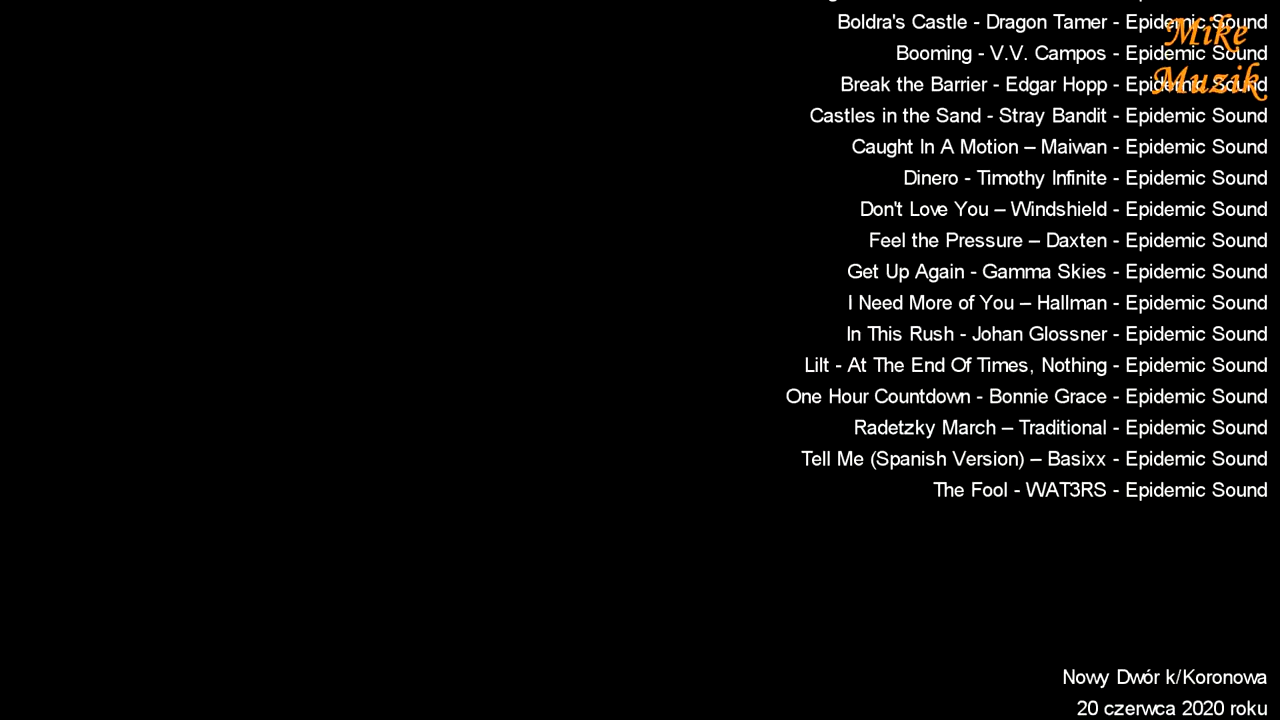 Boldra's Castle - Dragon Tamer - Epidemic Sound
Booming - V.V. Campos - Epidemic Sound
Break the Barrier - Edgar Hopp - Epidemic Sound
Castles in the Sand - Stray Bandit - Epidemic Sound
Caught In A Motion – Maiwan - Epidemic Sound
Dinero - Timothy Infinite - Epidemic Sound
Don't Love You – Windshield - Epidemic Sound
Feel the Pressure – Daxten - Epidemic Sound
Get Up Again - Gamma Skies - Epidemic Sound
I Need More of You – Hallman - Epidemic Sound
In This Rush - Johan Glossner - Epidemic Sound
Lilt - At The End Of Times, Nothing - Epidemic Sound
One Hour Countdown - Bonnie Grace - Epidemic Sound
Radetzky March – Traditional - Epidemic Sound
Tell Me (Spanish Version) – Basixx - Epidemic Sound
The Fool - WAT3RS - Epidemic Sound
Nowy Dwór k/Koronowa
20 czerwca 2020 roku
Mike
Muzik